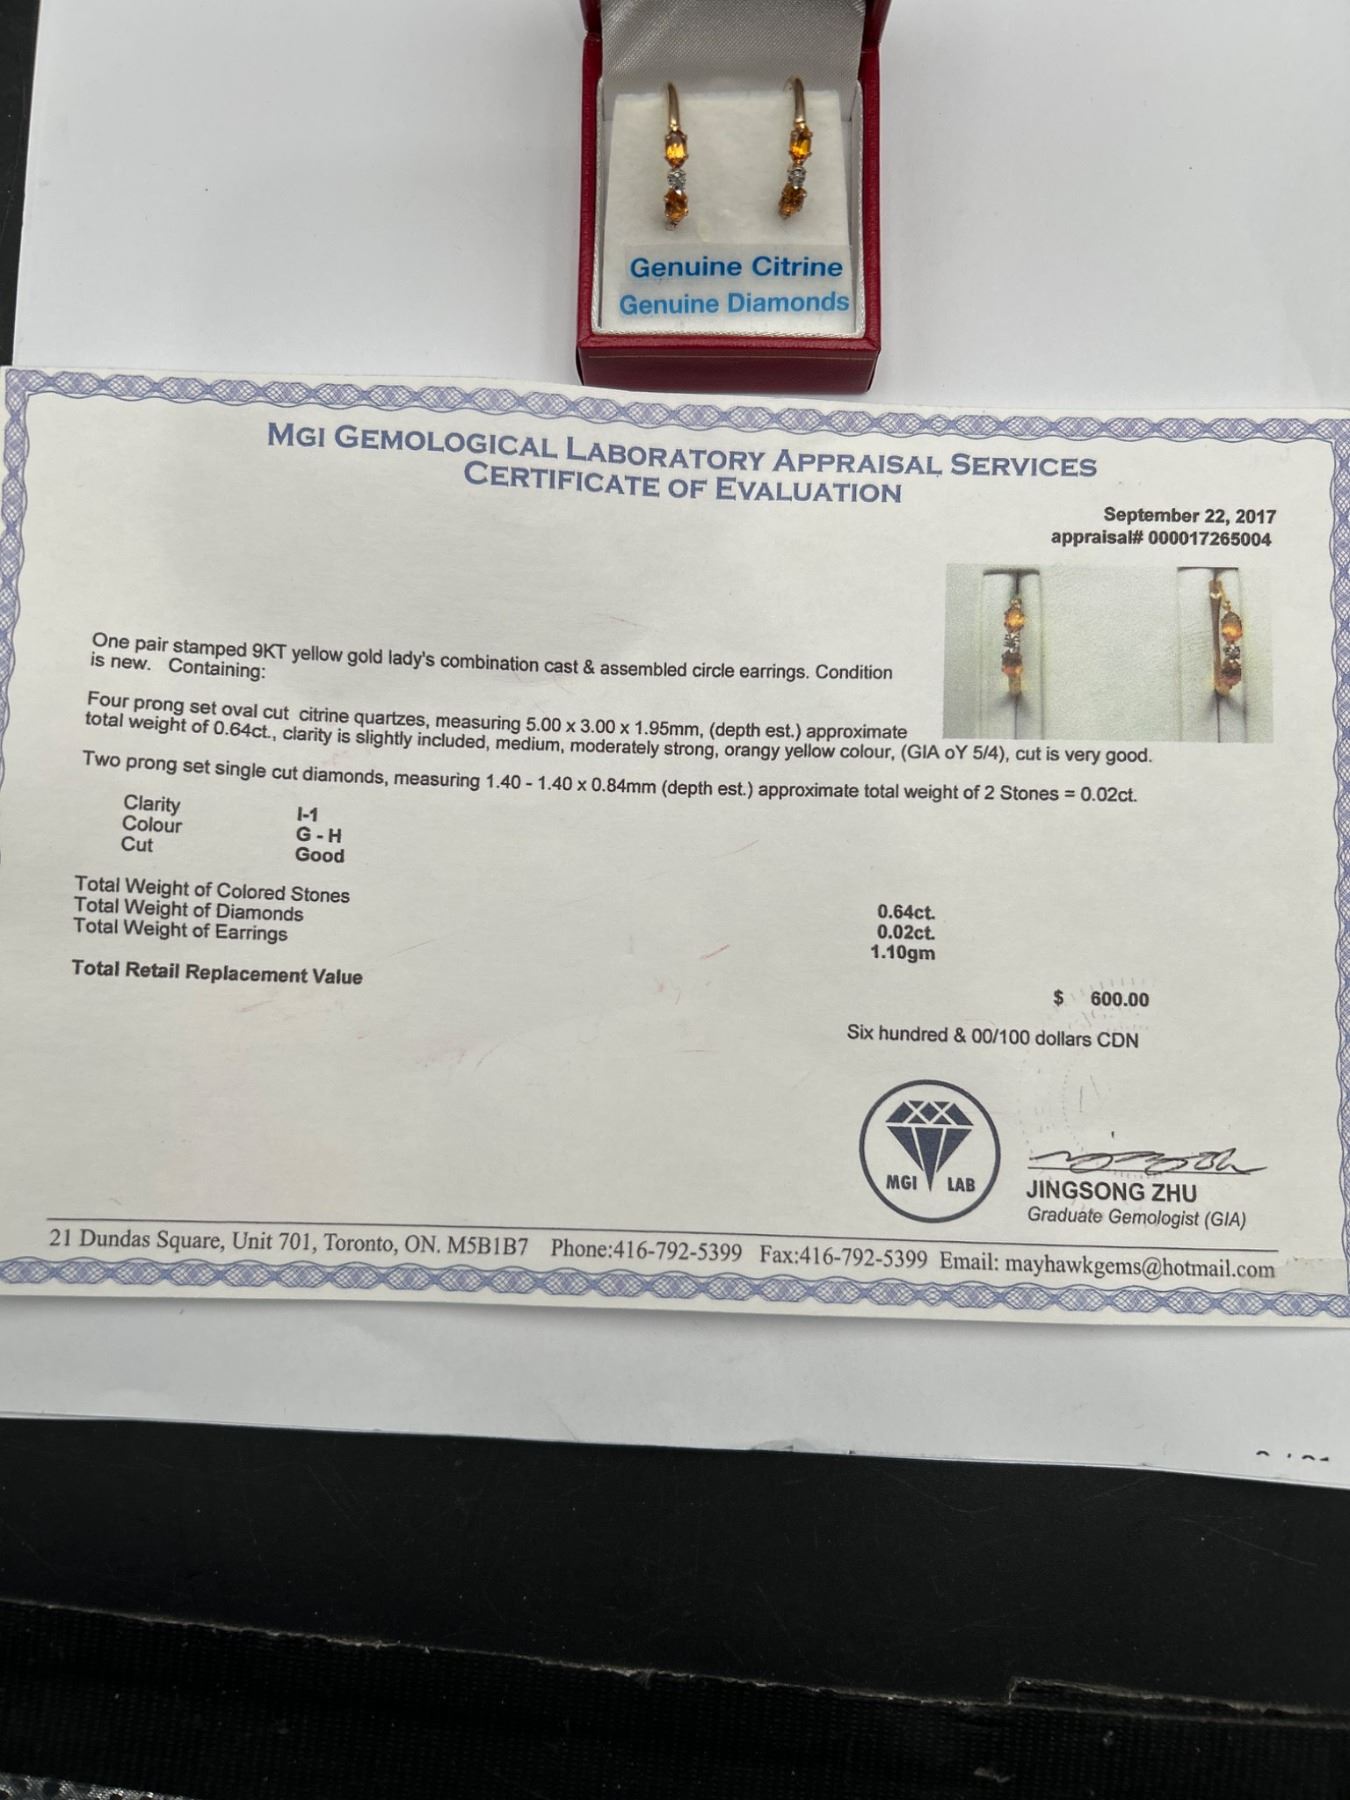 Genuine Citrine
Genuine Diamonds
MGI GEMOLOGICAL LABORATORY APPRAISAL SERVICES
CERTIFICATE OF EVALUATION
September 22, 2017
appraisal# 000017265004
One pair stamped 9KT yellow gold lady's combination cast & assembled circle earrings. Condition
is new. Containing:
Four prong set oval cut citrine quartzes, measuring 5.00 x 3.00 x 1.95mm, (depth est.) approximate
total weight of 0.64ct., clarity is slightly included, medium, moderately strong, orangy yellow colour, (GIA oY 5/4), cut is very good.
Two prong set single cut diamonds, measuring 1.40 - 1.40 x 0.84mm (depth est.) approximate total weight of 2 Stones = 0.02ct.
Clarity I-1
Colour G - H
Cut Good
Total Weight of Colored Stones 0.64ct.
Total Weight of Diamonds 0.02ct.
Total Weight of Earrings 1.10gm
Total Retail Replacement Value
$ 600.00
Six hundred & 00/100 dollars CDN
MGI LAB
JINGSONG ZHU
Graduate Gemologist (GIA)
21 Dundas Square, Unit 701, Toronto, ON. M5B1B7 Phone:416-792-5399 Fax:416-792-5399 Email: mayhawkgems@hotmail.com